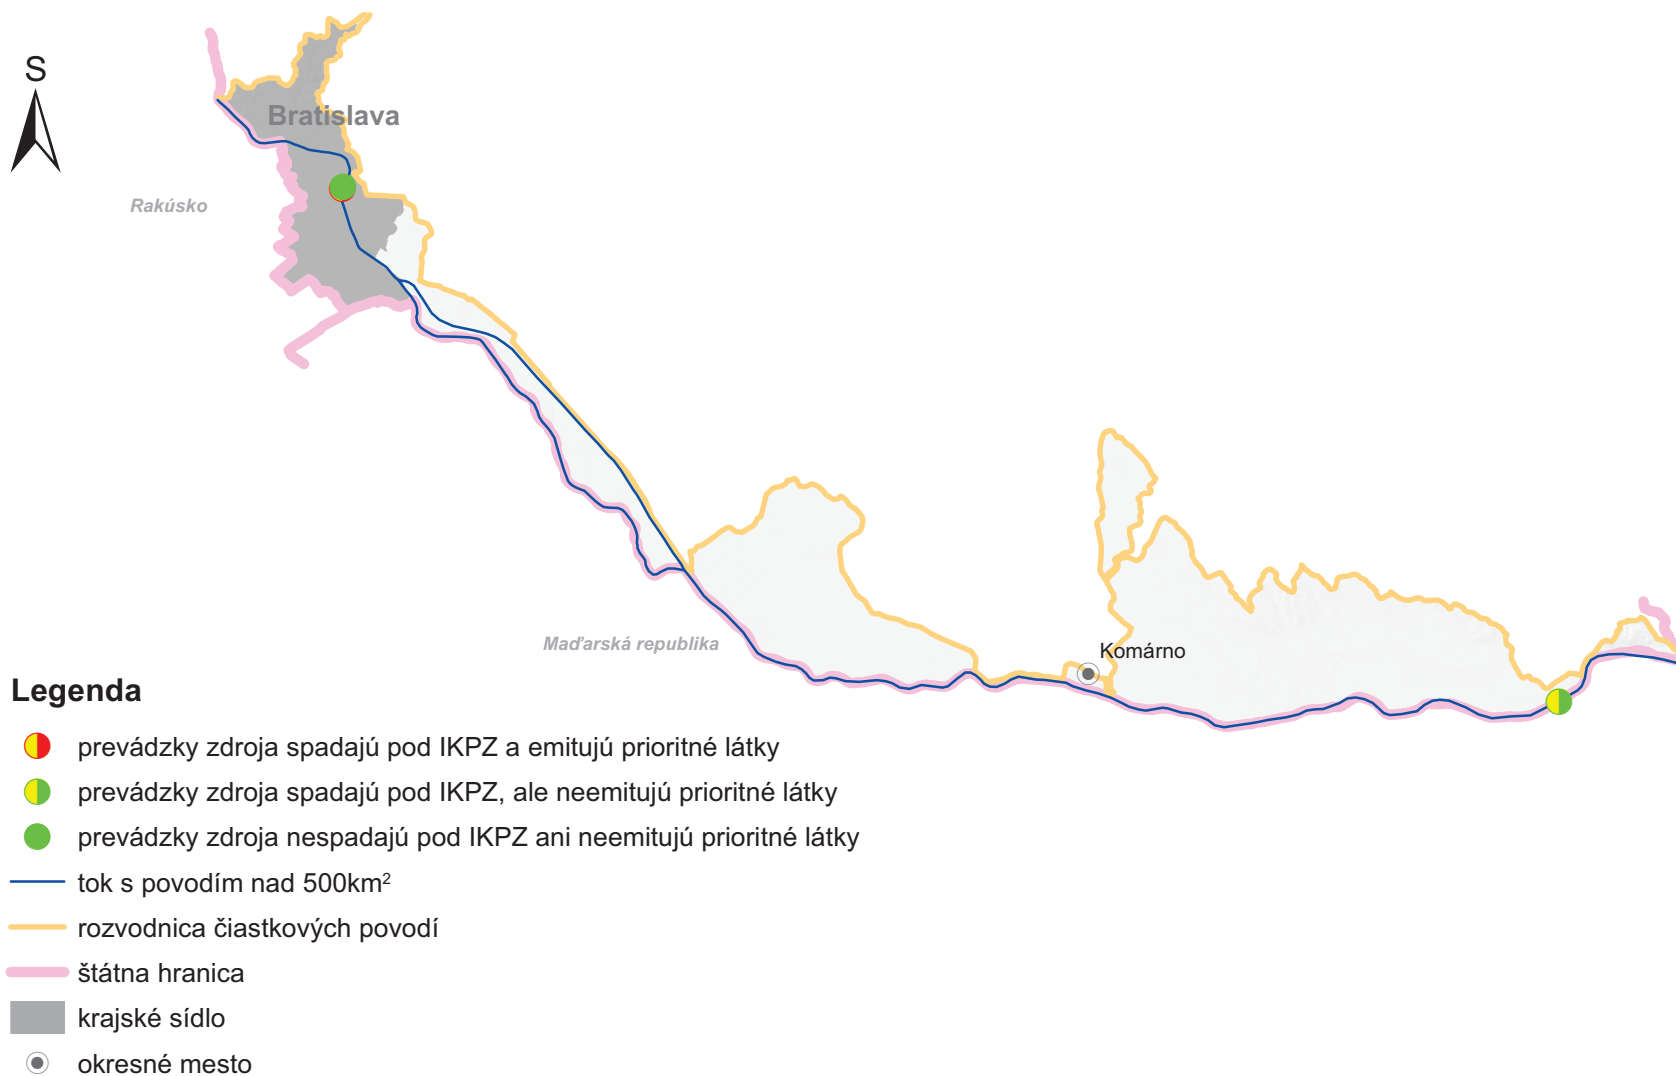 S
Bratislava
Rakúsko
Maďarská republika
Komárno
Legenda
prevádzky zdroja spadajú pod IKPZ a emitujú prioritné látky
prevádzky zdroja spadajú pod IKPZ, ale neemitujú prioritné látky
prevádzky zdroja nespadajú pod IKPZ ani neemitujú prioritné látky
tok s povodím nad 500km²
rozvodnica čiastkových povodí
štátna hranica
krajské sídlo
okresné mesto